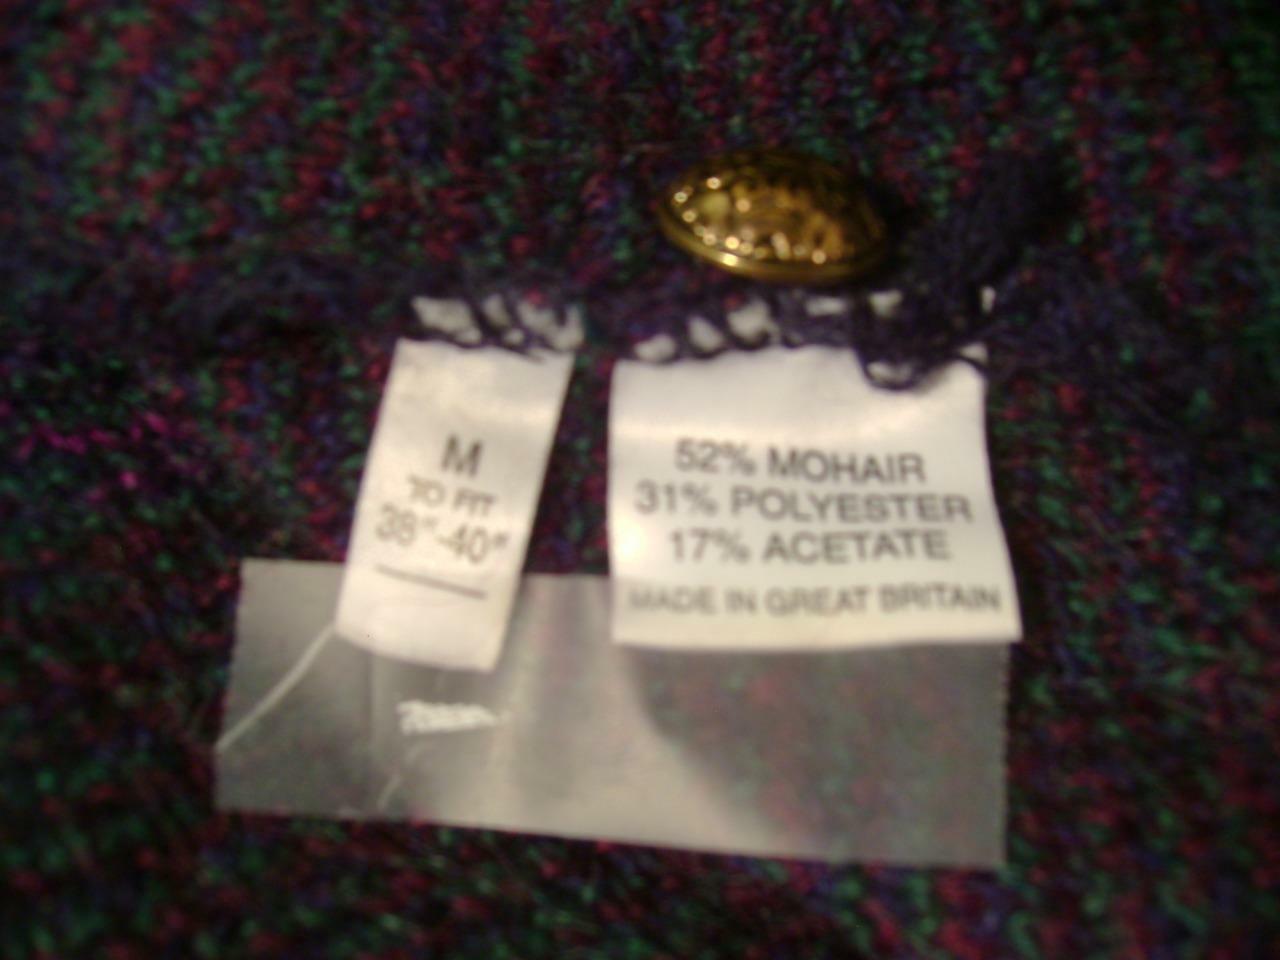 M
TO FIT
38"-40"
52% MOHAIR
31% POLYESTER
17% ACETATE
MADE IN GREAT BRITAIN